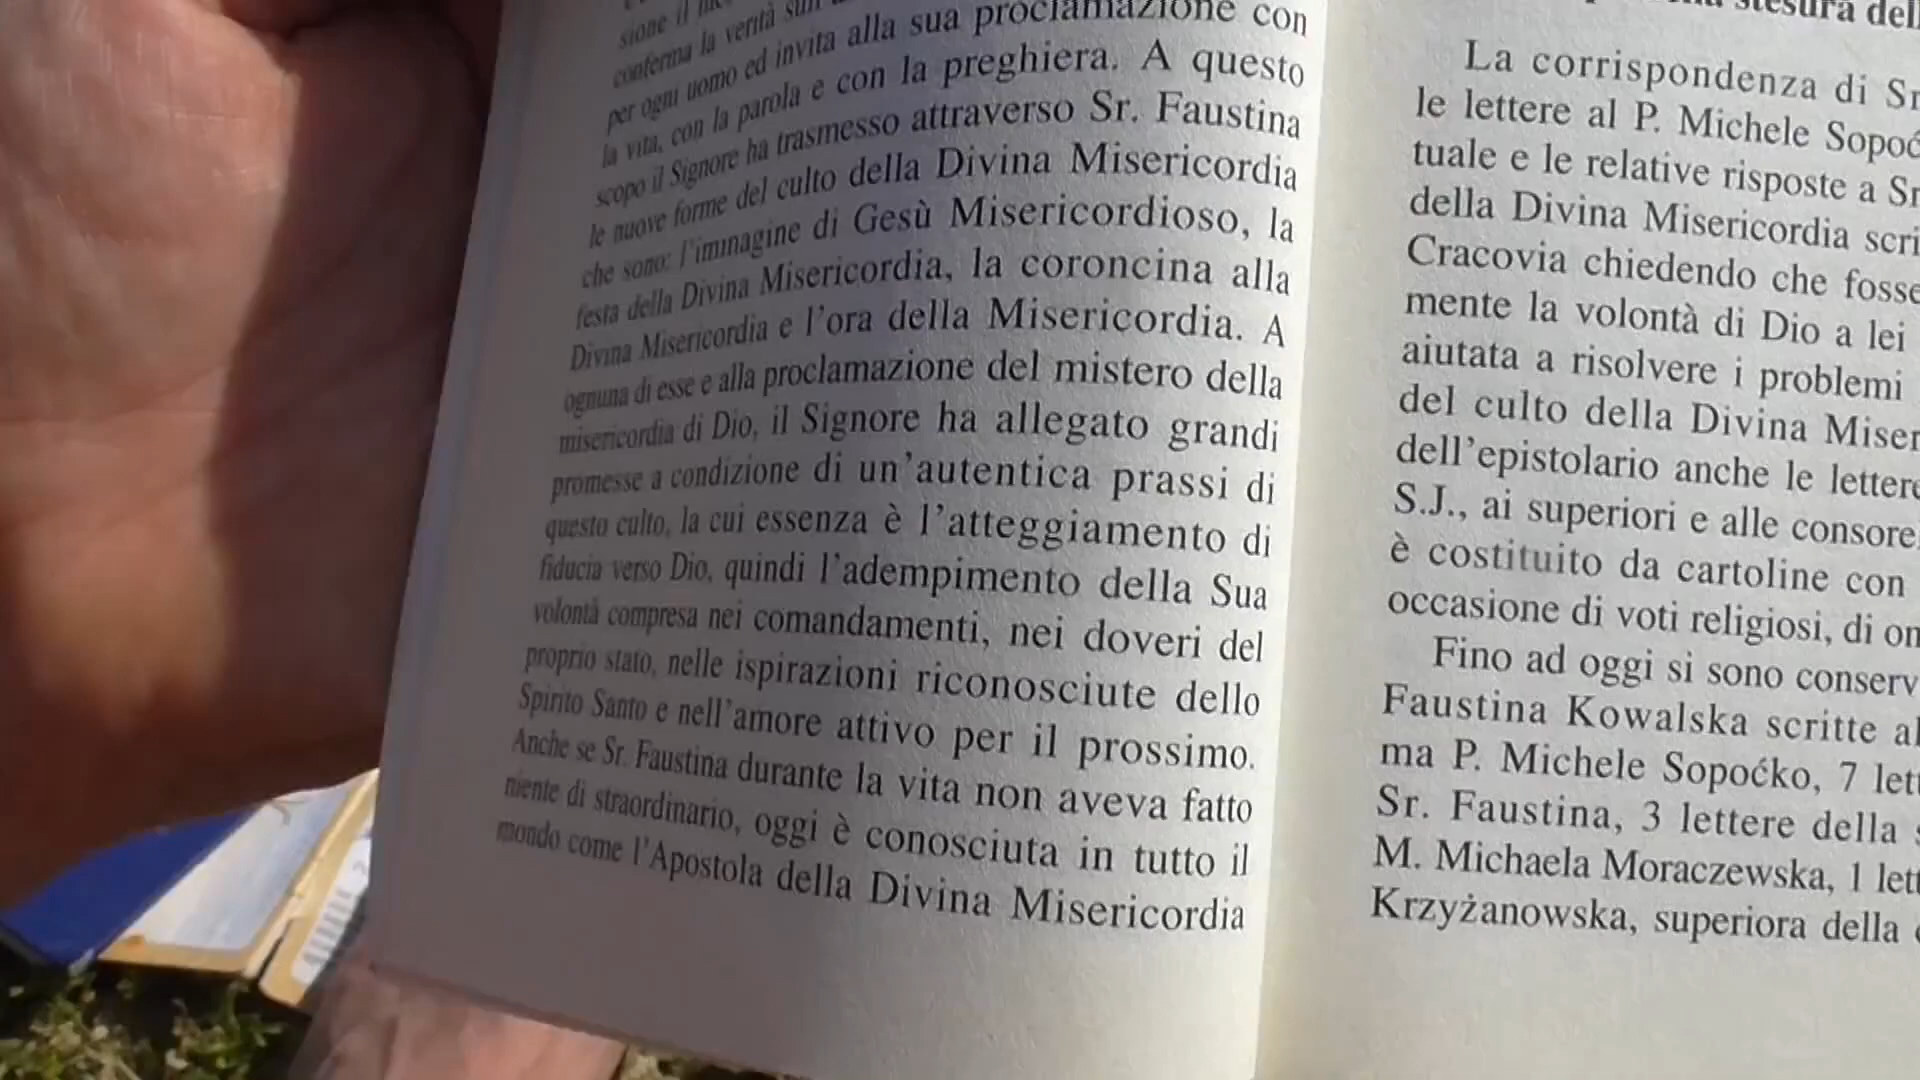 sione il
conferma la verità sull'
per ogni uomo ed invita alla sua proclamazione con
la vita, con la parola e con la preghiera. A questo
scopo il Signore ha trasmesso attraverso Sr. Faustina
le nuove forme del culto della Divina Misericordia
che sono: l'immagine di Gesù Misericordioso, la
festa della Divina Misericordia, la coroncina alla
Divina Misericordia e l'ora della Misericordia. A
ognuna di esse e alla proclamazione del mistero della
misericordia di Dio, il Signore ha allegato grandi
promesse a condizione di un'autentica prassi di
questo culto, la cui essenza è l'atteggiamento di
fiducia verso Dio, quindi l'adempimento della Sua
volontà compresa nei comandamenti, nei doveri del
proprio stato, nelle ispirazioni riconosciute dello
Spirito Santo e nell'amore attivo per il prossimo.
Anche se Sr. Faustina durante la vita non aveva fatto
niente di straordinario, oggi è conosciuta in tutto il
mondo come l'Apostola della Divina Misericordia
stesura del
La corrispondenza di Sr
le lettere al P. Michele Sopoć
tuale e le relative risposte a Sr
della Divina Misericordia scri
Cracovia chiedendo che fosse
mente la volontà di Dio a lei
aiutata a risolvere i problemi
del culto della Divina Miser
dell'epistolario anche le lettere
S.J., ai superiori e alle consore
è costituito da cartoline con
occasione di voti religiosi, di on
Fino ad oggi si sono conserv
Faustina Kowalska scritte al
ma P. Michele Sopoćko, 7 lett
Sr. Faustina, 3 lettere della
M. Michaela Moraczewska, 1 lett
Krzyżanowska, superiora della